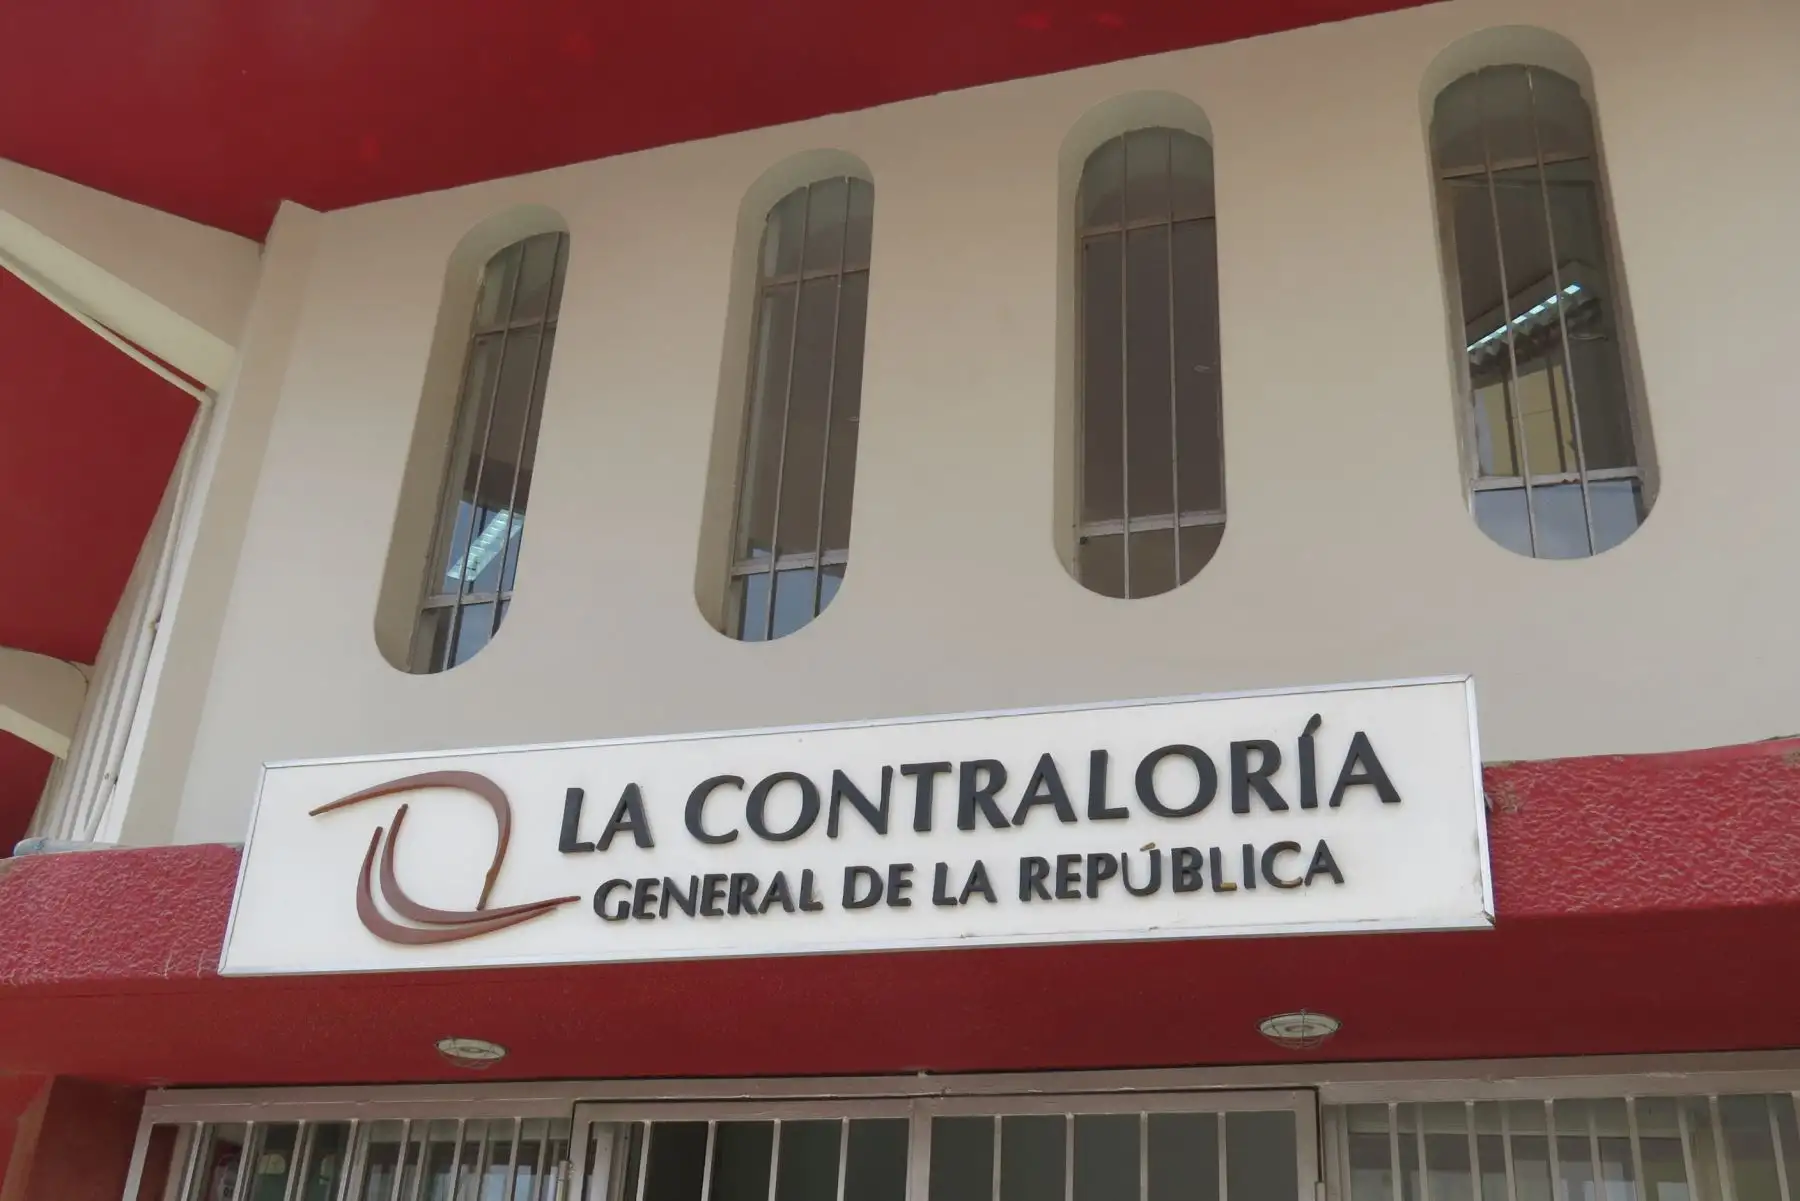 LA CONTRALORÍA
GENERAL DE LA REPÚBLICA